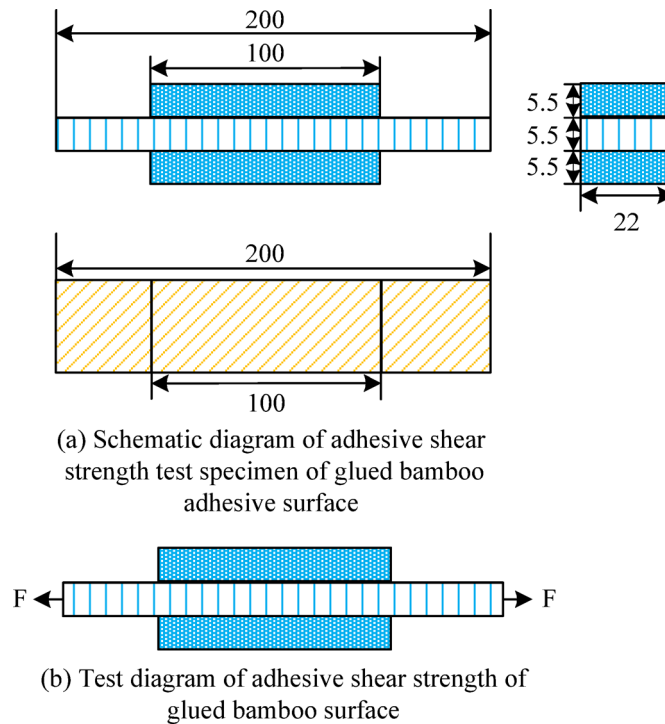 200
100
5.5
5.5
5.5
22
200
100
(a) Schematic diagram of adhesive shear
strength test specimen of glued bamboo
adhesive surface
F F
(b) Test diagram of adhesive shear strength of
glued bamboo surface